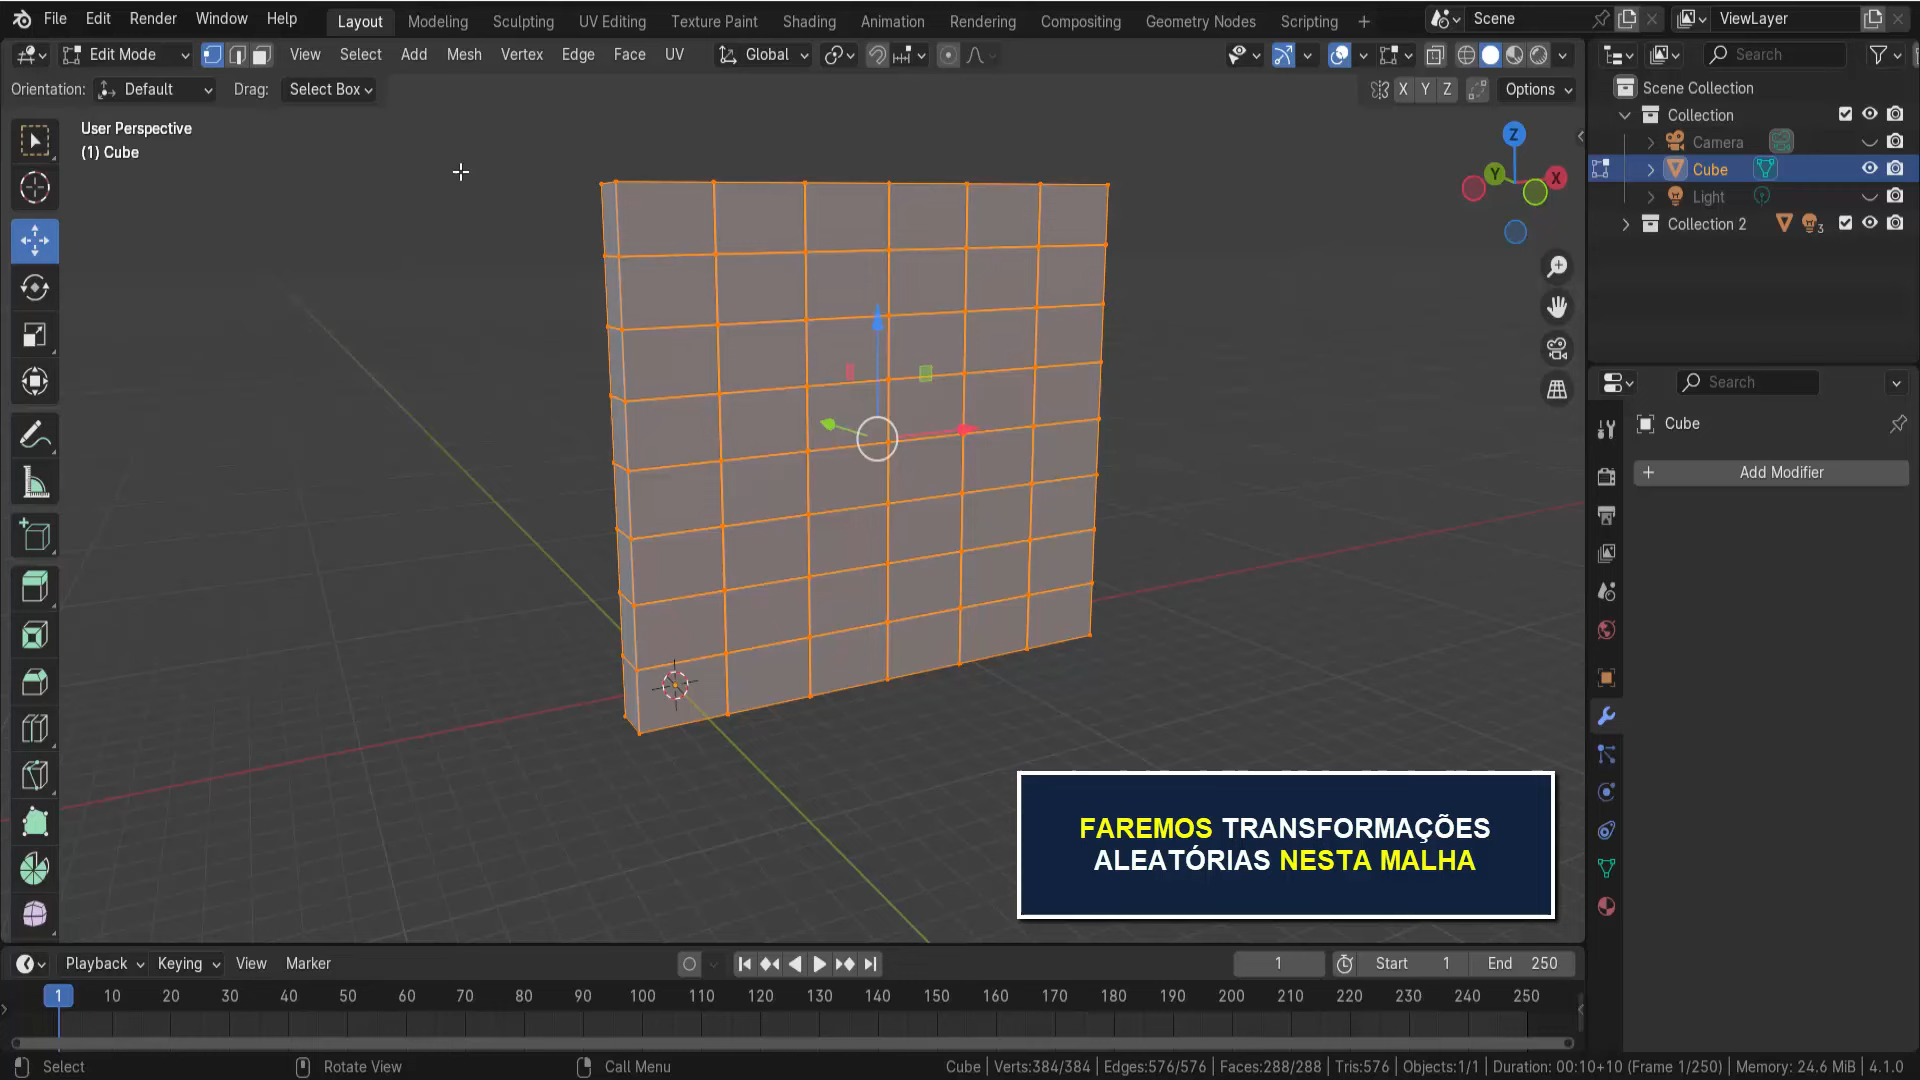 File Edit Render Window Help Layout Modeling Sculpting UV Editing Texture Paint Shading Animation Rendering Compositing Geometry Nodes Scripting + Scene ViewLayer
Edit Mode View Select Add Mesh Vertex Edge Face UV Global Search
Orientation: Default Drag: Select Box X Y Z Options
Scene Collection
Collection
Camera
Cube
Light
Collection 2 3
User Perspective
(1) Cube
Z
Y
X
Search
Cube
+ Add Modifier
FAREMOS TRANSFORMAÇÕES
ALEATÓRIAS NESTA MALHA
Playback Keying View Marker 1 Start 1 End 250
1 10 20 30 40 50 60 70 80 90 100 110 120 130 140 150 160 170 180 190 200 210 220 230 240 250
Select Rotate View Call Menu Cube | Verts:384/384 | Edges:576/576 | Faces:288/288 | Tris:576 | Objects:1/1 | Duration: 00:10+10 (Frame 1/250) | Memory: 24.6 MiB | 4.1.0